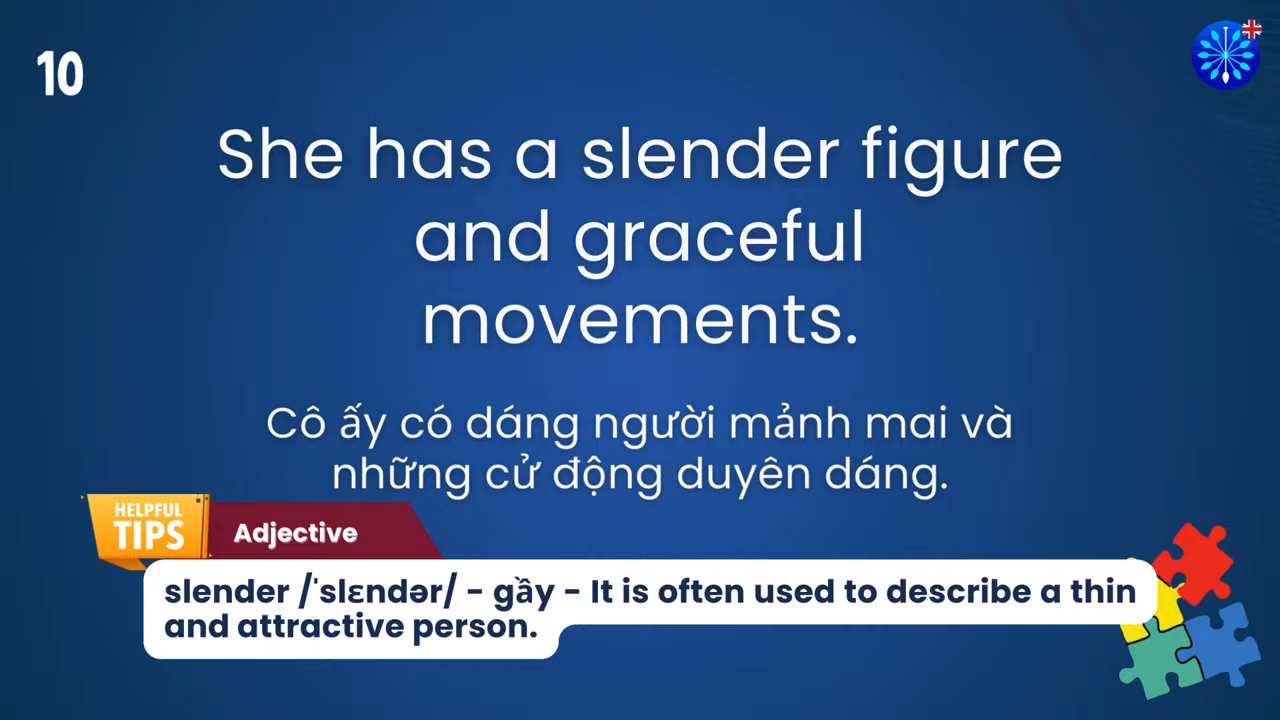 10
She has a slender figure
and graceful
movements.
Cô ấy có dáng người mảnh mai và
những cử động duyên dáng.
HELPFUL
TIPS
Adjective
slender /ˈslɛndər/ - gầy - It is often used to describe a thin
and attractive person.